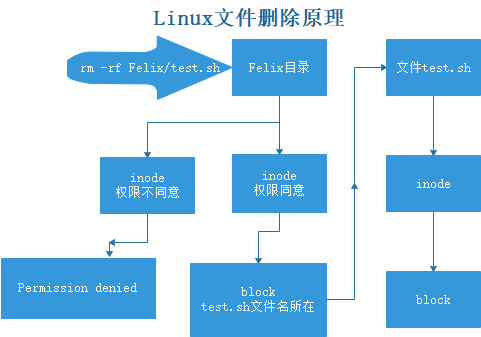 Linux文件删除原理
rm -rf Felix/test.sh
Felix目录
文件test.sh
inode
权限不同意
inode
权限同意
inode
Permission denied
block
test.sh文件名所在
block